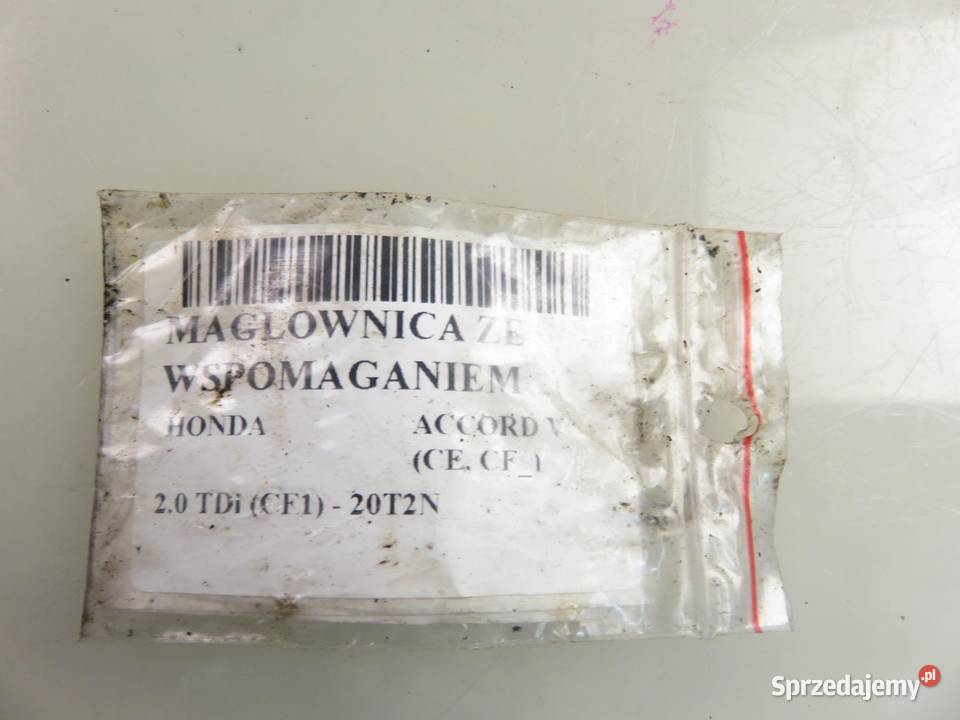 MAGLOWNICA ZE
WSPOMAGANIEM
HONDA ACCORD V
(CE, CF_)
2.0 TDi (CF1) - 20T2N
Sprzedajemy.pl